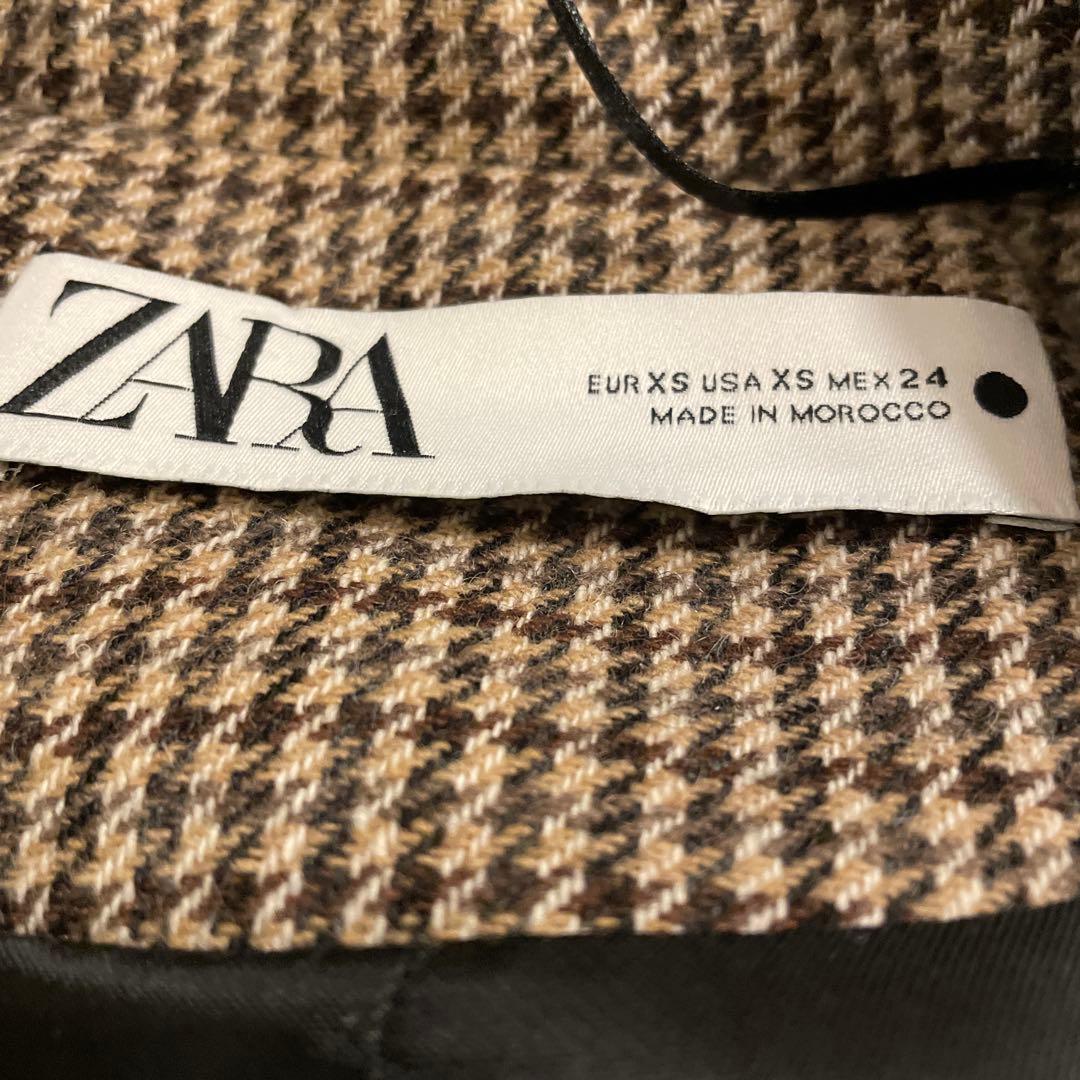 ZARA
EUR XS USA XS MEX 24
MADE IN MOROCCO